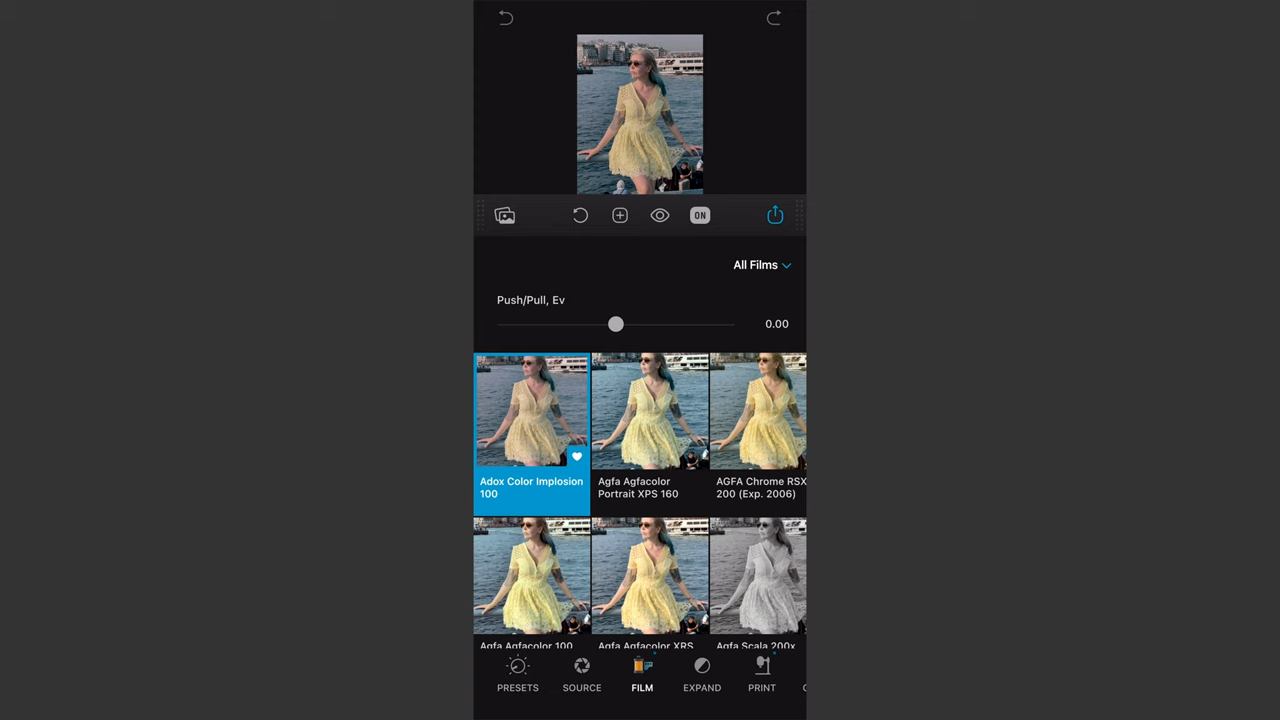 ON
All Films
Push/Pull, Ev
0.00
Adox Color Implosion
100
Agfa Agfacolor
Portrait XPS 160
AGFA Chrome RSX
200 (Exp. 2006)
Agfa Agfacolor 100
Agfa Agfacolor XRS
Agfa Scala 200x
PRESETS
SOURCE
FILM
EXPAND
PRINT